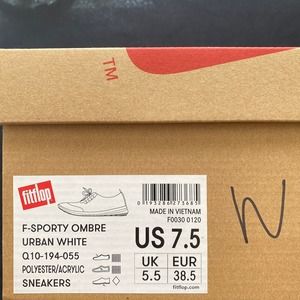 TM
fitflop
0193286273665
MADE IN VIETNAM
F0030 0120
F-SPORTY OMBRE
URBAN WHITE
Q10-194-055
POLYESTER/ACRYLIC
SNEAKERS
US 7.5
UK EUR
5.5 38.5
fitflop.com
N